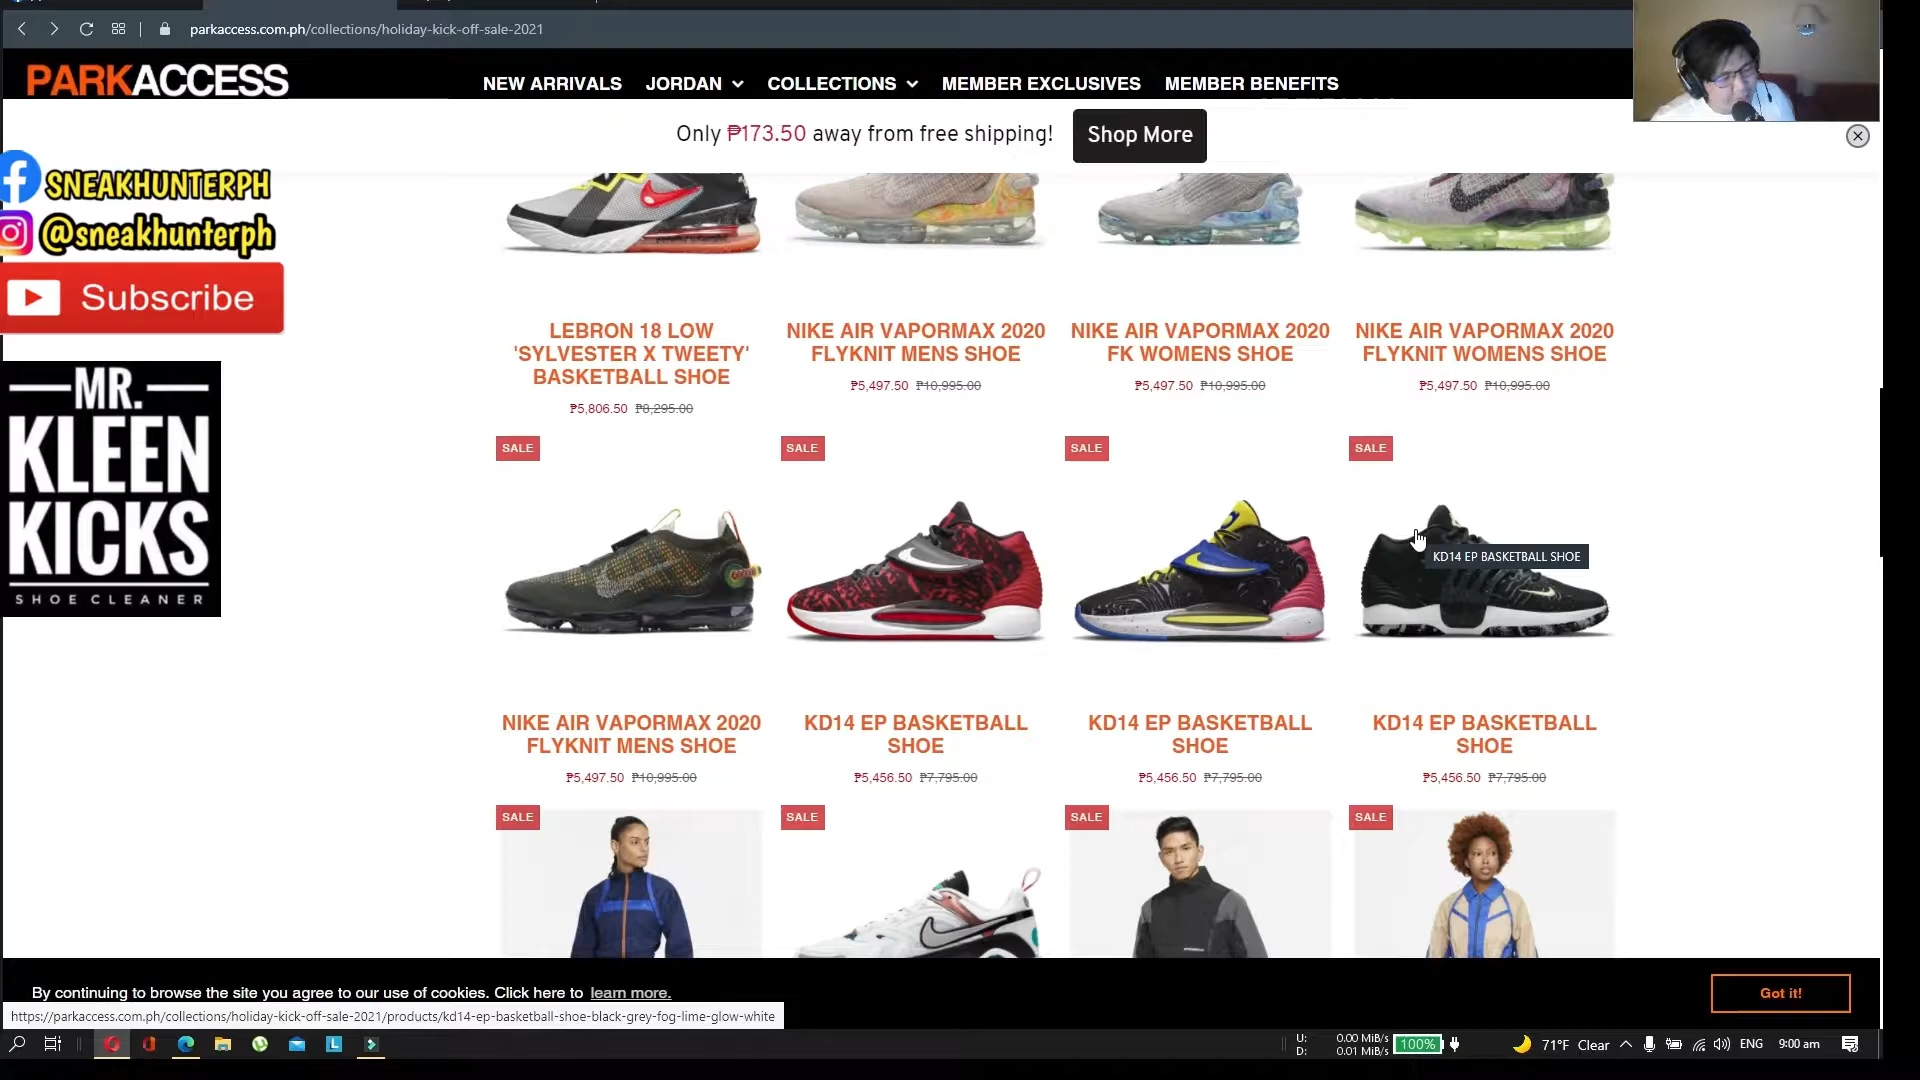 parkaccess.com.ph/collections/holiday-kick-off-sale-2021
PARKACCESS
NEW ARRIVALS
JORDAN
COLLECTIONS
MEMBER EXCLUSIVES
MEMBER BENEFITS
Only ₱173.50 away from free shipping!
Shop More
SNEAKHUNTERPH
@sneakhunterph
Subscribe
MR.
KLEEN
KICKS
SHOE CLEANER
LEBRON 18 LOW
'SYLVESTER X TWEETY'
BASKETBALL SHOE
₱5,806.50 ₱8,295.00
NIKE AIR VAPORMAX 2020
FLYKNIT MENS SHOE
₱5,497.50 ₱10,995.00
NIKE AIR VAPORMAX 2020
FK WOMENS SHOE
₱5,497.50 ₱10,995.00
NIKE AIR VAPORMAX 2020
FLYKNIT WOMENS SHOE
₱5,497.50 ₱10,995.00
SALE
SALE
SALE
SALE
KD14 EP BASKETBALL SHOE
NIKE AIR VAPORMAX 2020
FLYKNIT MENS SHOE
₱5,497.50 ₱10,995.00
KD14 EP BASKETBALL
SHOE
₱5,456.50 ₱7,795.00
KD14 EP BASKETBALL
SHOE
₱5,456.50 ₱7,795.00
KD14 EP BASKETBALL
SHOE
₱5,456.50 ₱7,795.00
SALE
SALE
SALE
SALE
By continuing to browse the site you agree to our use of cookies. Click here to learn more.
Got it!
https://parkaccess.com.ph/collections/holiday-kick-off-sale-2021/products/kd14-ep-basketball-shoe-black-grey-fog-lime-glow-white
U: 0.00 MiB/s
D: 0.01 MiB/s
100%
71°F Clear
ENG
9:00 am